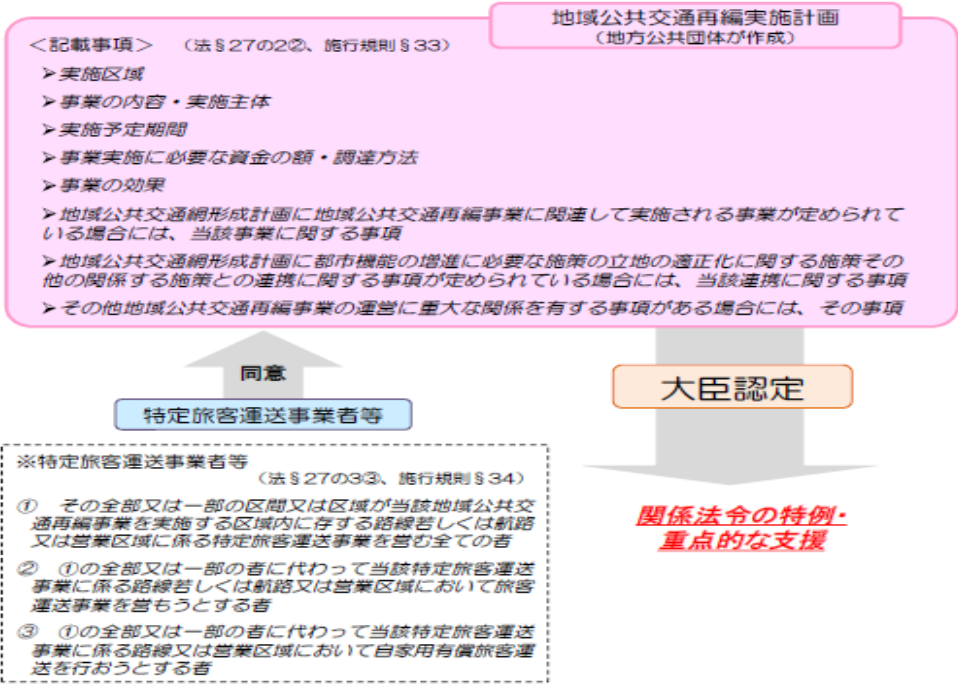 地域公共交通再編実施計画
（地方公共団体が作成）
＜記載事項＞　（法§27の2②、施行規則§33）
➢実施区域
➢事業の内容・実施主体
➢実施予定期間
➢事業実施に必要な資金の額・調達方法
➢事業の効果
➢地域公共交通網形成計画に地域公共交通再編事業に関連して実施される事業が定められて
いる場合には、当該事業に関する事項
➢地域公共交通網形成計画に都市機能の増進に必要な施策の立地の適正化に関する施策その
他の関係する施策との連携に関する事項が定められている場合には、当該連携に関する事項
➢その他地域公共交通再編事業の運営に重大な関係を有する事項がある場合には、その事項
同意
特定旅客運送事業者等
大臣認定
※特定旅客運送事業者等
（法§27の3③、施行規則§34）
①　その全部又は一部の区間又は区域が当該地域公共交
通再編事業を実施する区域内に存する路線若しくは航路
又は営業区域に係る特定旅客運送事業を営む全ての者
②　①の全部又は一部の者に代わって当該特定旅客運送
事業に係る路線若しくは航路又は営業区域において旅客
運送事業を営もうとする者
③　①の全部又は一部の者に代わって当該特定旅客運送
事業に係る路線又は営業区域において自家用有償旅客運
送を行おうとする者
関係法令の特例・
重点的な支援